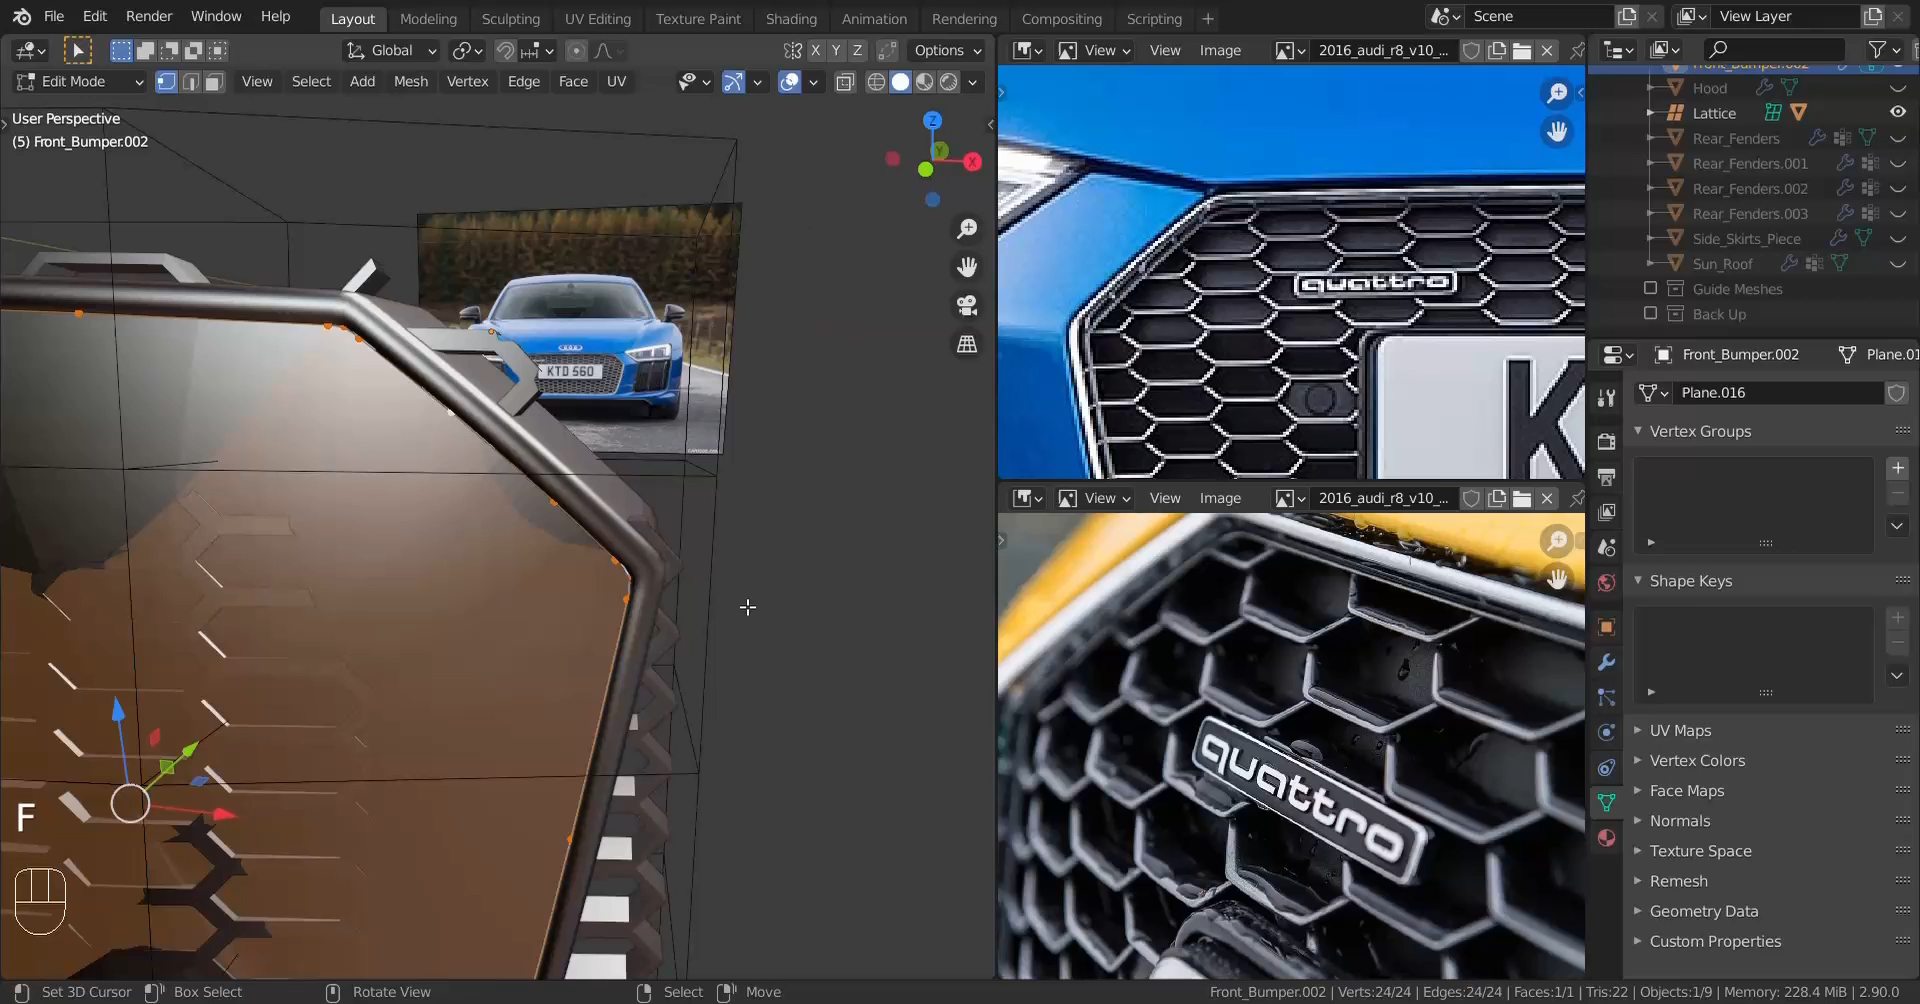 File Edit Render Window Help
Layout Modeling Sculpting UV Editing Texture Paint Shading Animation Rendering Compositing Scripting +
Scene
View Layer
Global
X Y Z
Options
Edit Mode
View Select Add Mesh Vertex Edge Face UV
User Perspective
(5) Front_Bumper.002
Z
Y
X
KTD 560
F
View View Image 2016_audi_r8_v10_...
quattro
K
View View Image 2016_audi_r8_v10_...
quattro
Front_Bumper.002
Hood
Lattice
Rear_Fenders
Rear_Fenders.001
Rear_Fenders.002
Rear_Fenders.003
Side_Skirts_Piece
Sun_Roof
Guide Meshes
Back Up
Front_Bumper.002 Plane.01
Plane.016
Vertex Groups
Shape Keys
UV Maps
Vertex Colors
Face Maps
Normals
Texture Space
Remesh
Geometry Data
Custom Properties
Set 3D Cursor Box Select Rotate View Select Move Front_Bumper.002 | Verts:24/24 | Edges:24/24 | Faces:1/1 | Tris:22 | Objects:1/9 | Memory: 228.4 MiB | 2.90.0